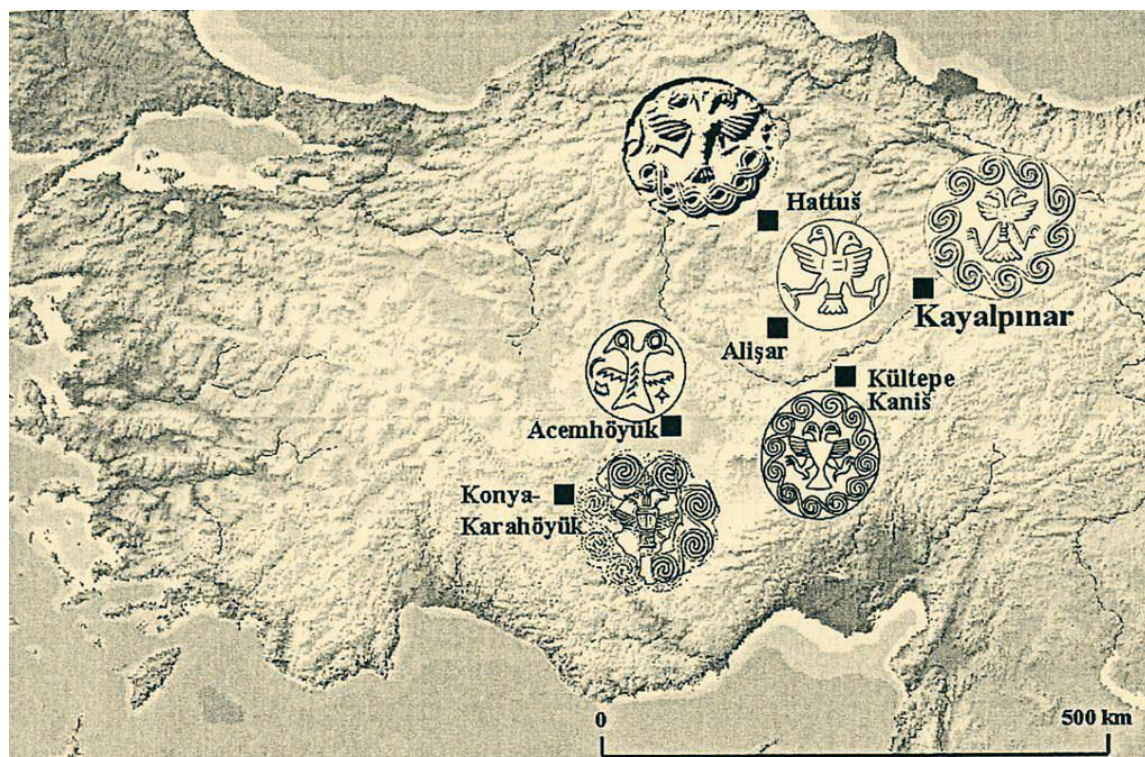 Hattuš
Kayalpınar
Alişar
Kültepe
Kaniš
Acemhöyük
Konya-
Karahöyük
0
500 km